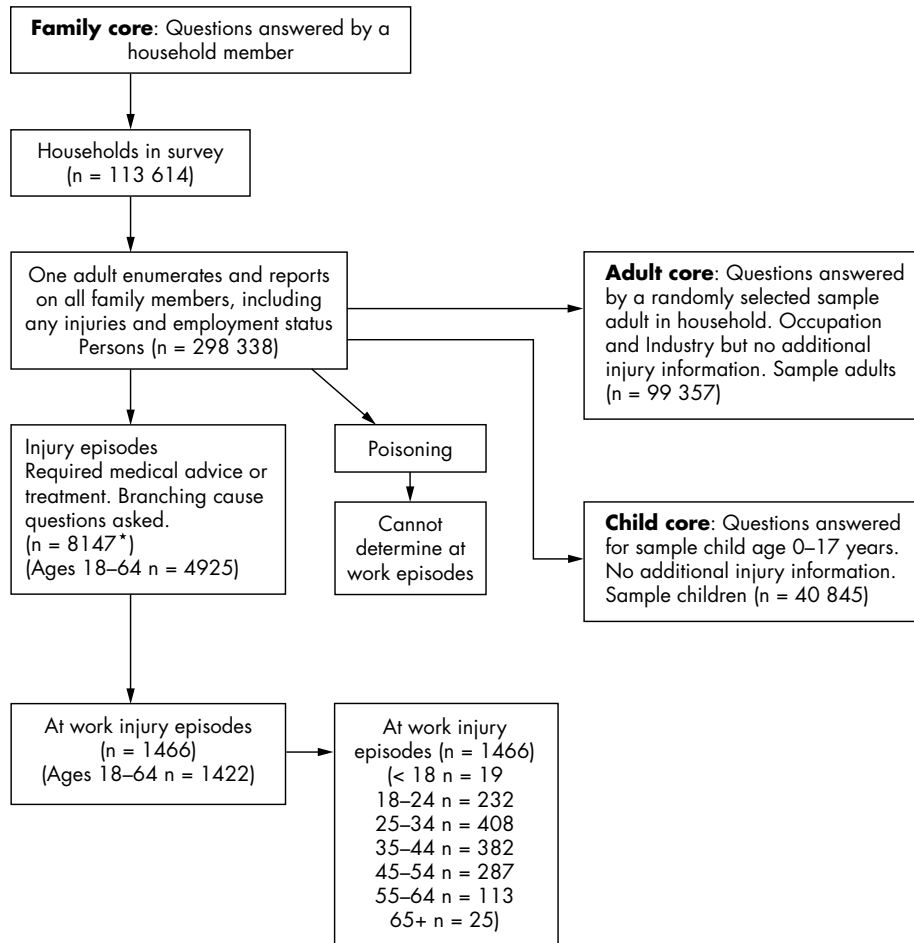 Family core: Questions answered by a
household member
Households in survey
(n = 113 614)
One adult enumerates and reports
on all family members, including
any injuries and employment status
Persons (n = 298 338)
Adult core: Questions answered
by a randomly selected sample
adult in household. Occupation
and Industry but no additional
injury information. Sample adults
(n = 99 357)
Injury episodes
Required medical advice or
treatment. Branching cause
questions asked.
(n = 8147*)
(Ages 18–64 n = 4925)
Poisoning
Cannot
determine at
work episodes
Child core: Questions answered
for sample child age 0–17 years.
No additional injury information.
Sample children (n = 40 845)
At work injury episodes
(n = 1466)
(Ages 18–64 n = 1422)
At work injury
episodes (n = 1466)
(< 18 n = 19
18–24 n = 232
25–34 n = 408
35–44 n = 382
45–54 n = 287
55–64 n = 113
65+ n = 25)